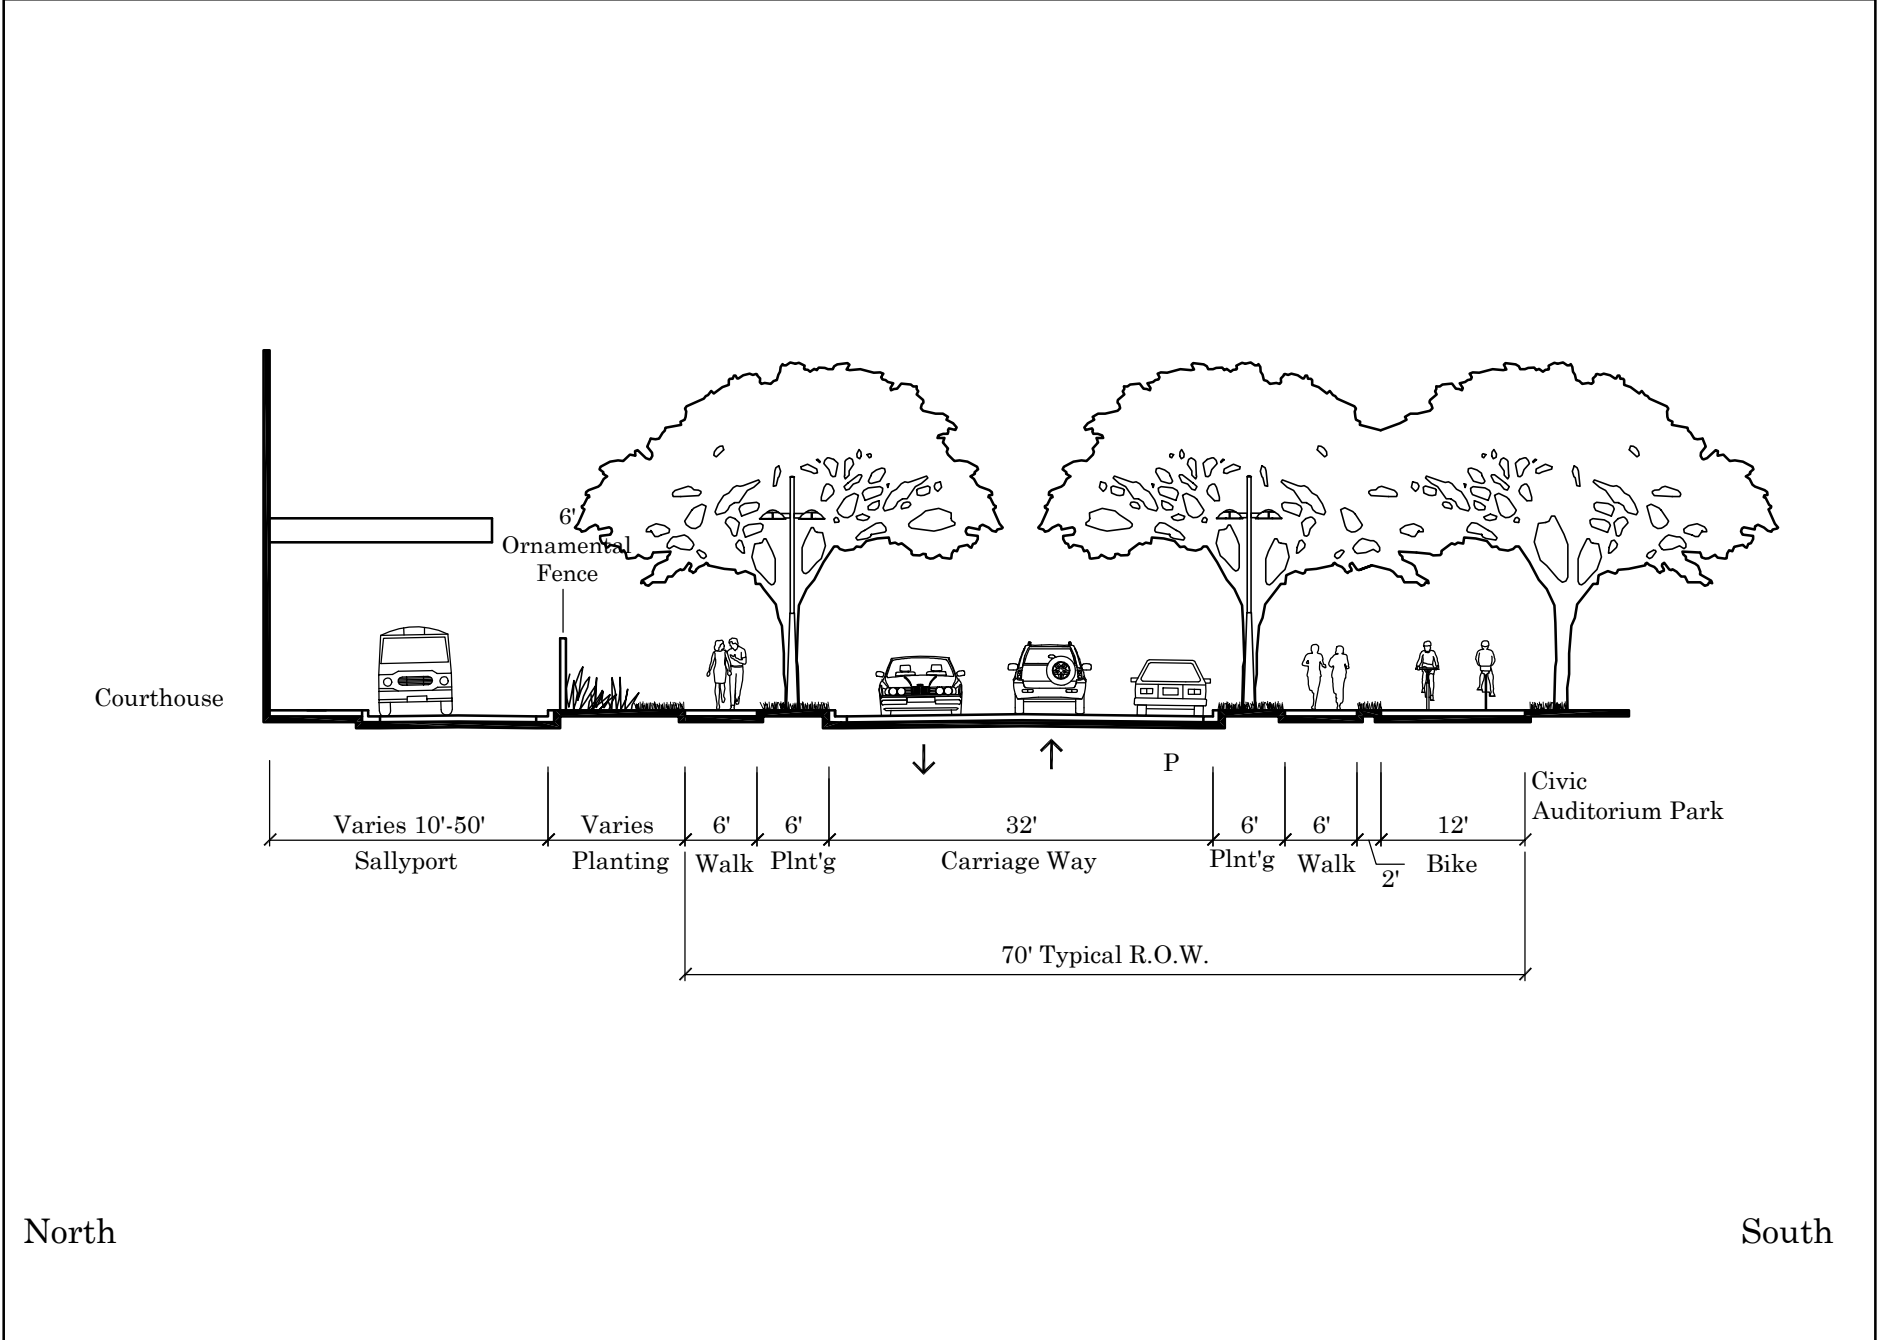 6'
Ornamental
Fence
Courthouse
P
Civic
Auditorium Park
Varies 10'-50'
Varies
6'
6'
32'
6'
6'
12'
Sallyport
Planting
Walk
Plnt'g
Carriage Way
Plnt'g
Walk
2'
Bike
70' Typical R.O.W.
North
South